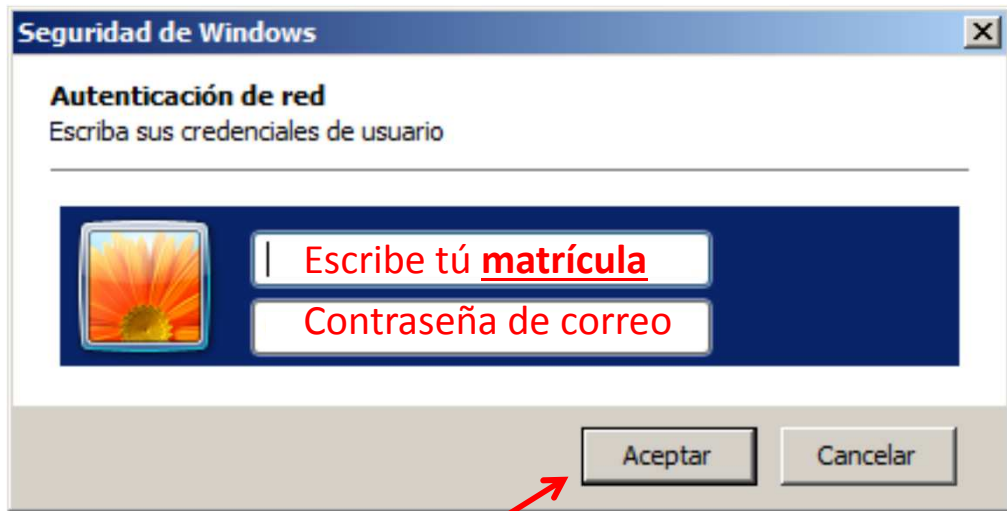 Seguridad de Windows
Autenticación de red
Escriba sus credenciales de usuario
Escribe tú matrícula
Contraseña de correo
Aceptar
Cancelar